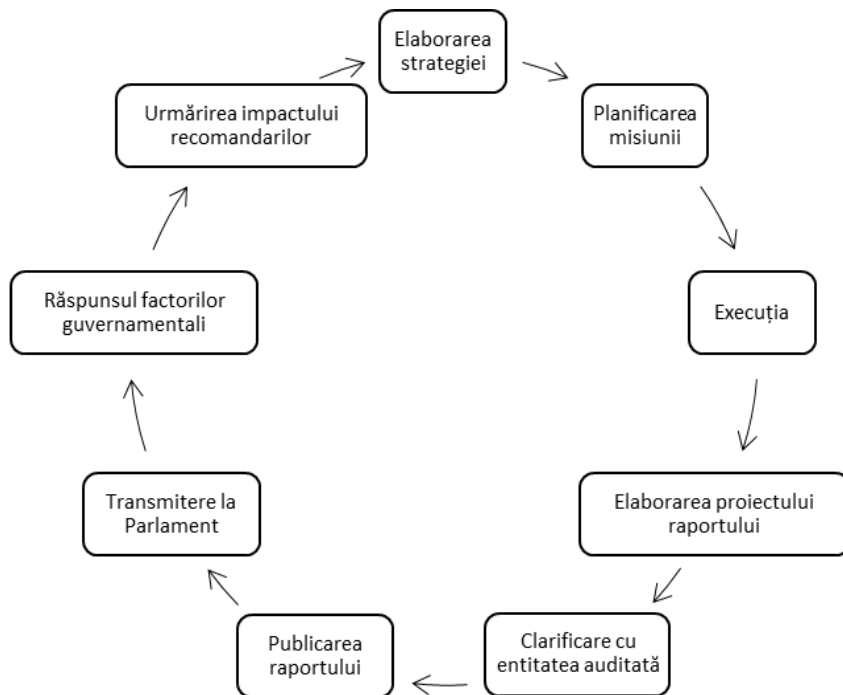 Elaborarea
strategiei
Planificarea
misiunii
Execuția
Elaborarea proiectului
raportului
Clarificare cu
entitatea auditată
Publicarea
raportului
Transmitere la
Parlament
Răspunsul factorilor
guvernamentali
Urmărirea impactului
recomandarilor